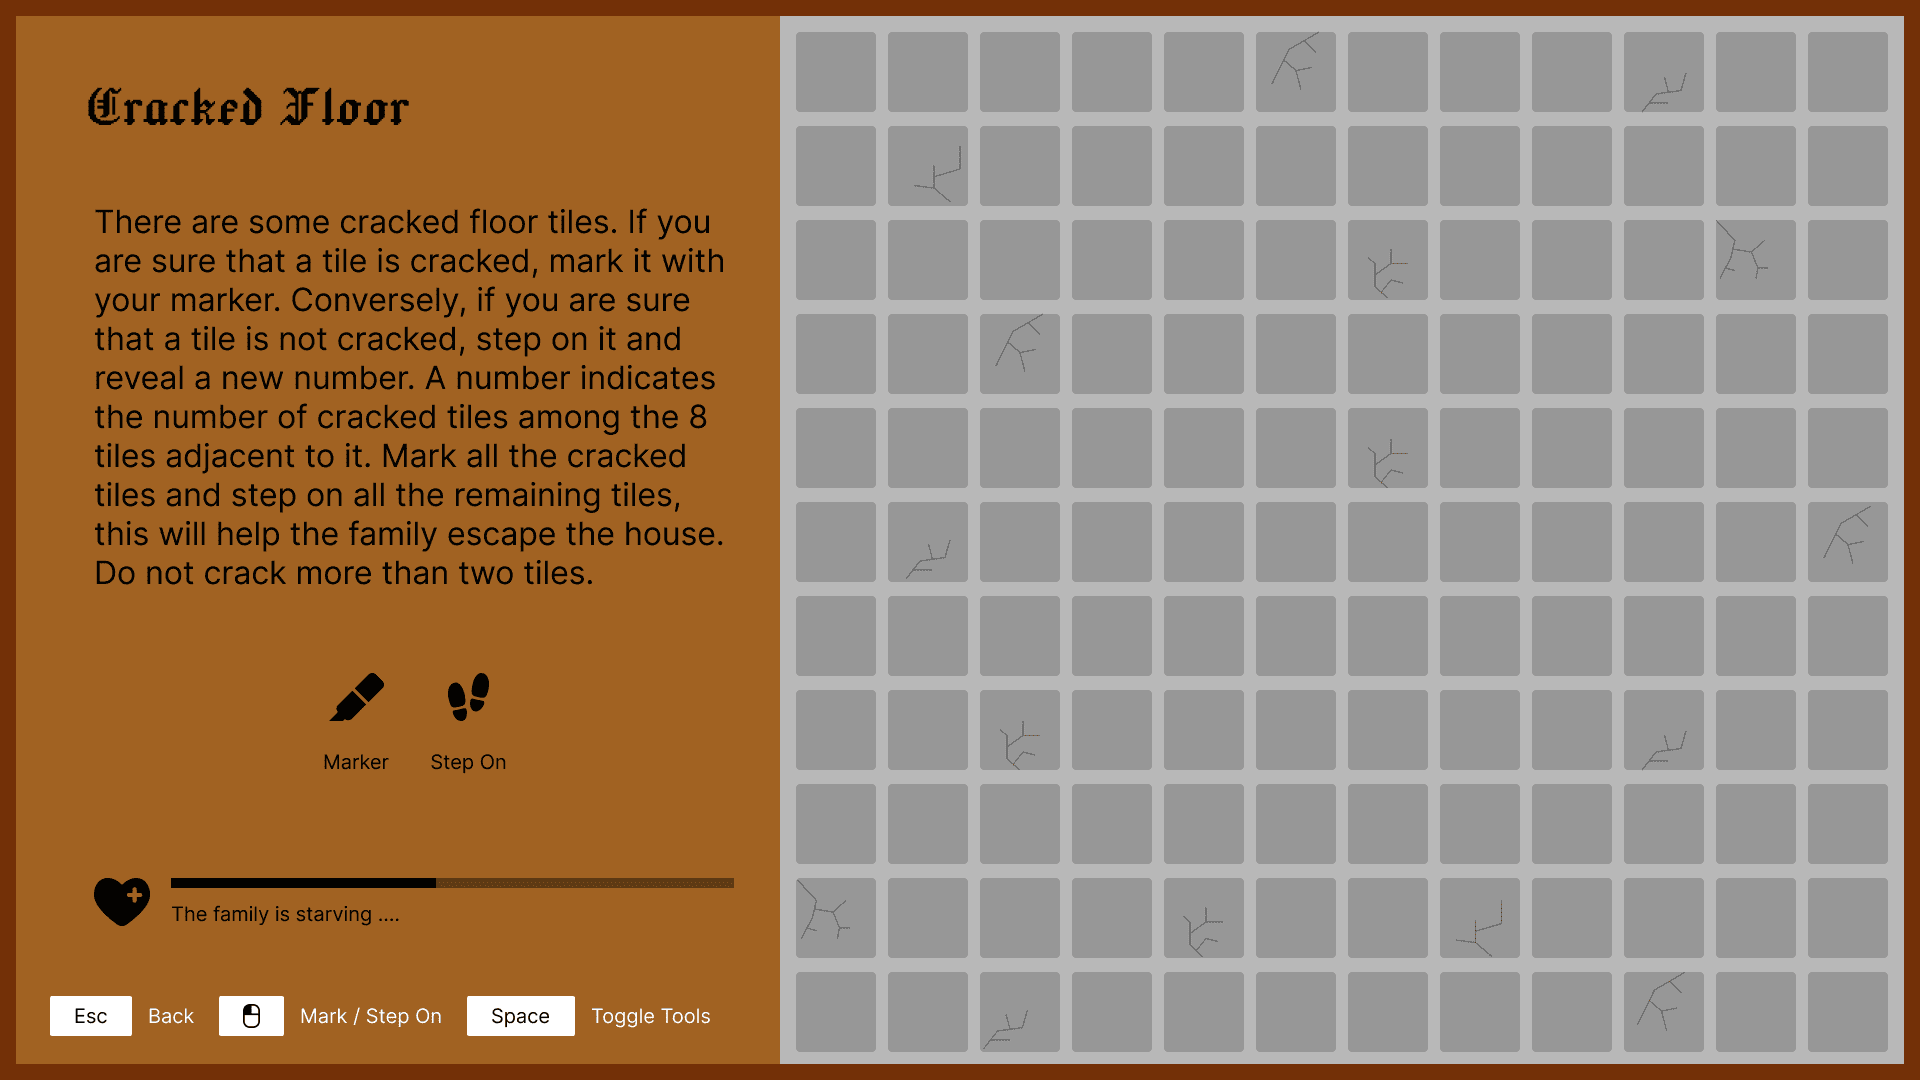 Cracked Floor
There are some cracked floor tiles. If you
are sure that a tile is cracked, mark it with
your marker. Conversely, if you are sure
that a tile is not cracked, step on it and
reveal a new number. A number indicates
the number of cracked tiles among the 8
tiles adjacent to it. Mark all the cracked
tiles and step on all the remaining tiles,
this will help the family escape the house.
Do not crack more than two tiles.
Marker Step On
The family is starving ....
Esc Back Mark / Step On Space Toggle Tools